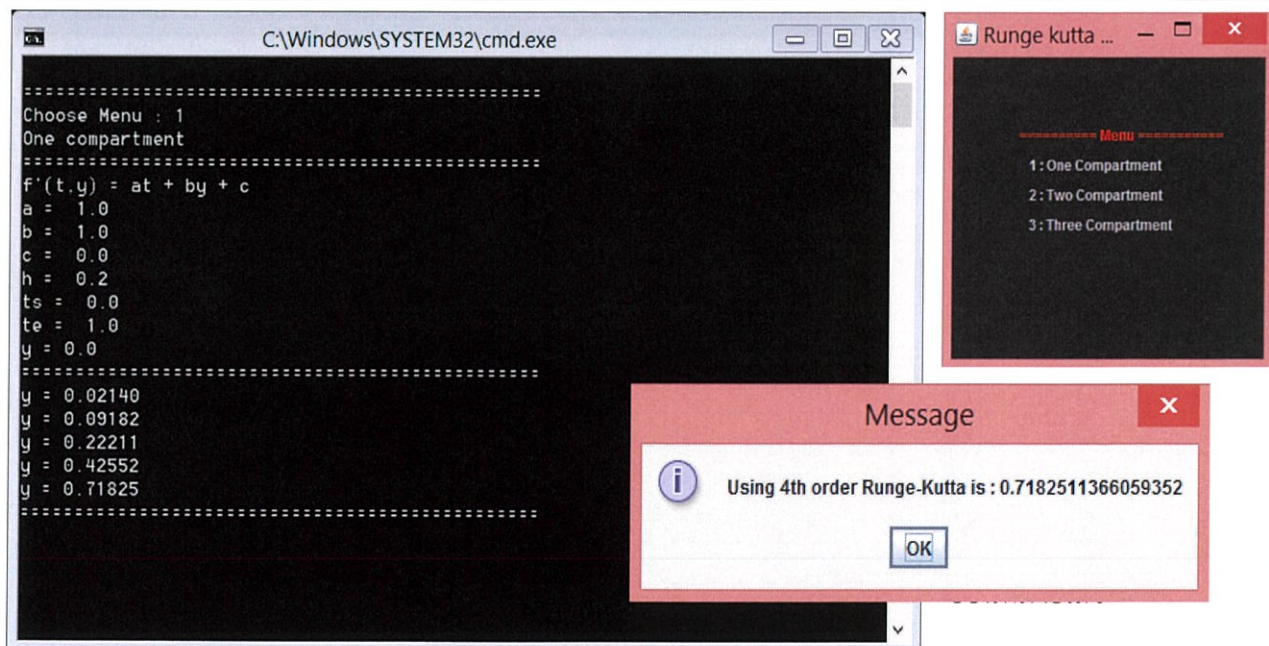 C:\Windows\SYSTEM32\cmd.exe
==================================================
Choose Menu : 1
One compartment
==================================================
f'(t,y) = at + by + c
a = 1.0
b = 1.0
c = 0.0
h = 0.2
ts = 0.0
te = 1.0
y = 0.0
==================================================
y = 0.02140
y = 0.09182
y = 0.22211
y = 0.42552
y = 0.71825
==================================================
Runge kutta ...
========== Menu ===========
1 : One Compartment
2 : Two Compartment
3 : Three Compartment
Message
Using 4th order Runge-Kutta is : 0.7182511366059352
OK